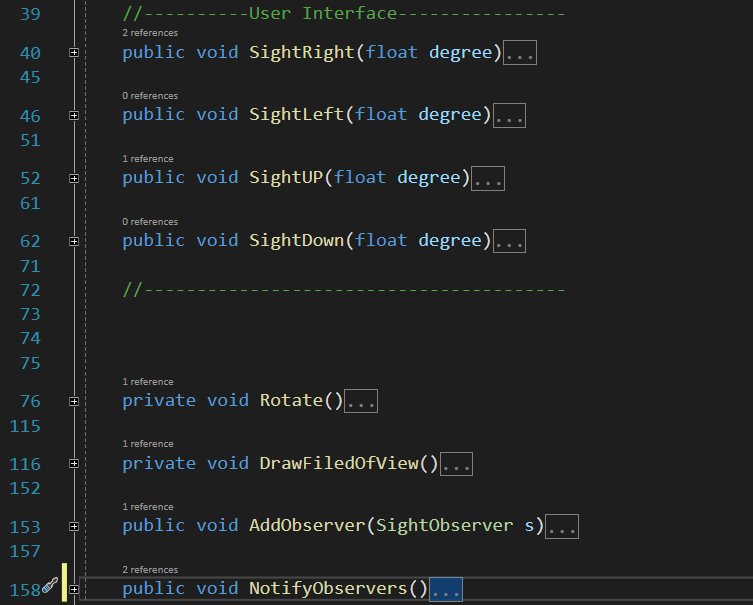 39 //----------User Interface----------------
2 references
40 public void SightRight(float degree)...
45
0 references
46 public void SightLeft(float degree)...
51
1 reference
52 public void SightUP(float degree)...
61
0 references
62 public void SightDown(float degree)...
71
72 //----------------------------------------
73
74
75
1 reference
76 private void Rotate()...
115
1 reference
116 private void DrawFiledOfView()...
152
1 reference
153 public void AddObserver(SightObserver s)...
157
2 references
158 public void NotifyObservers()...